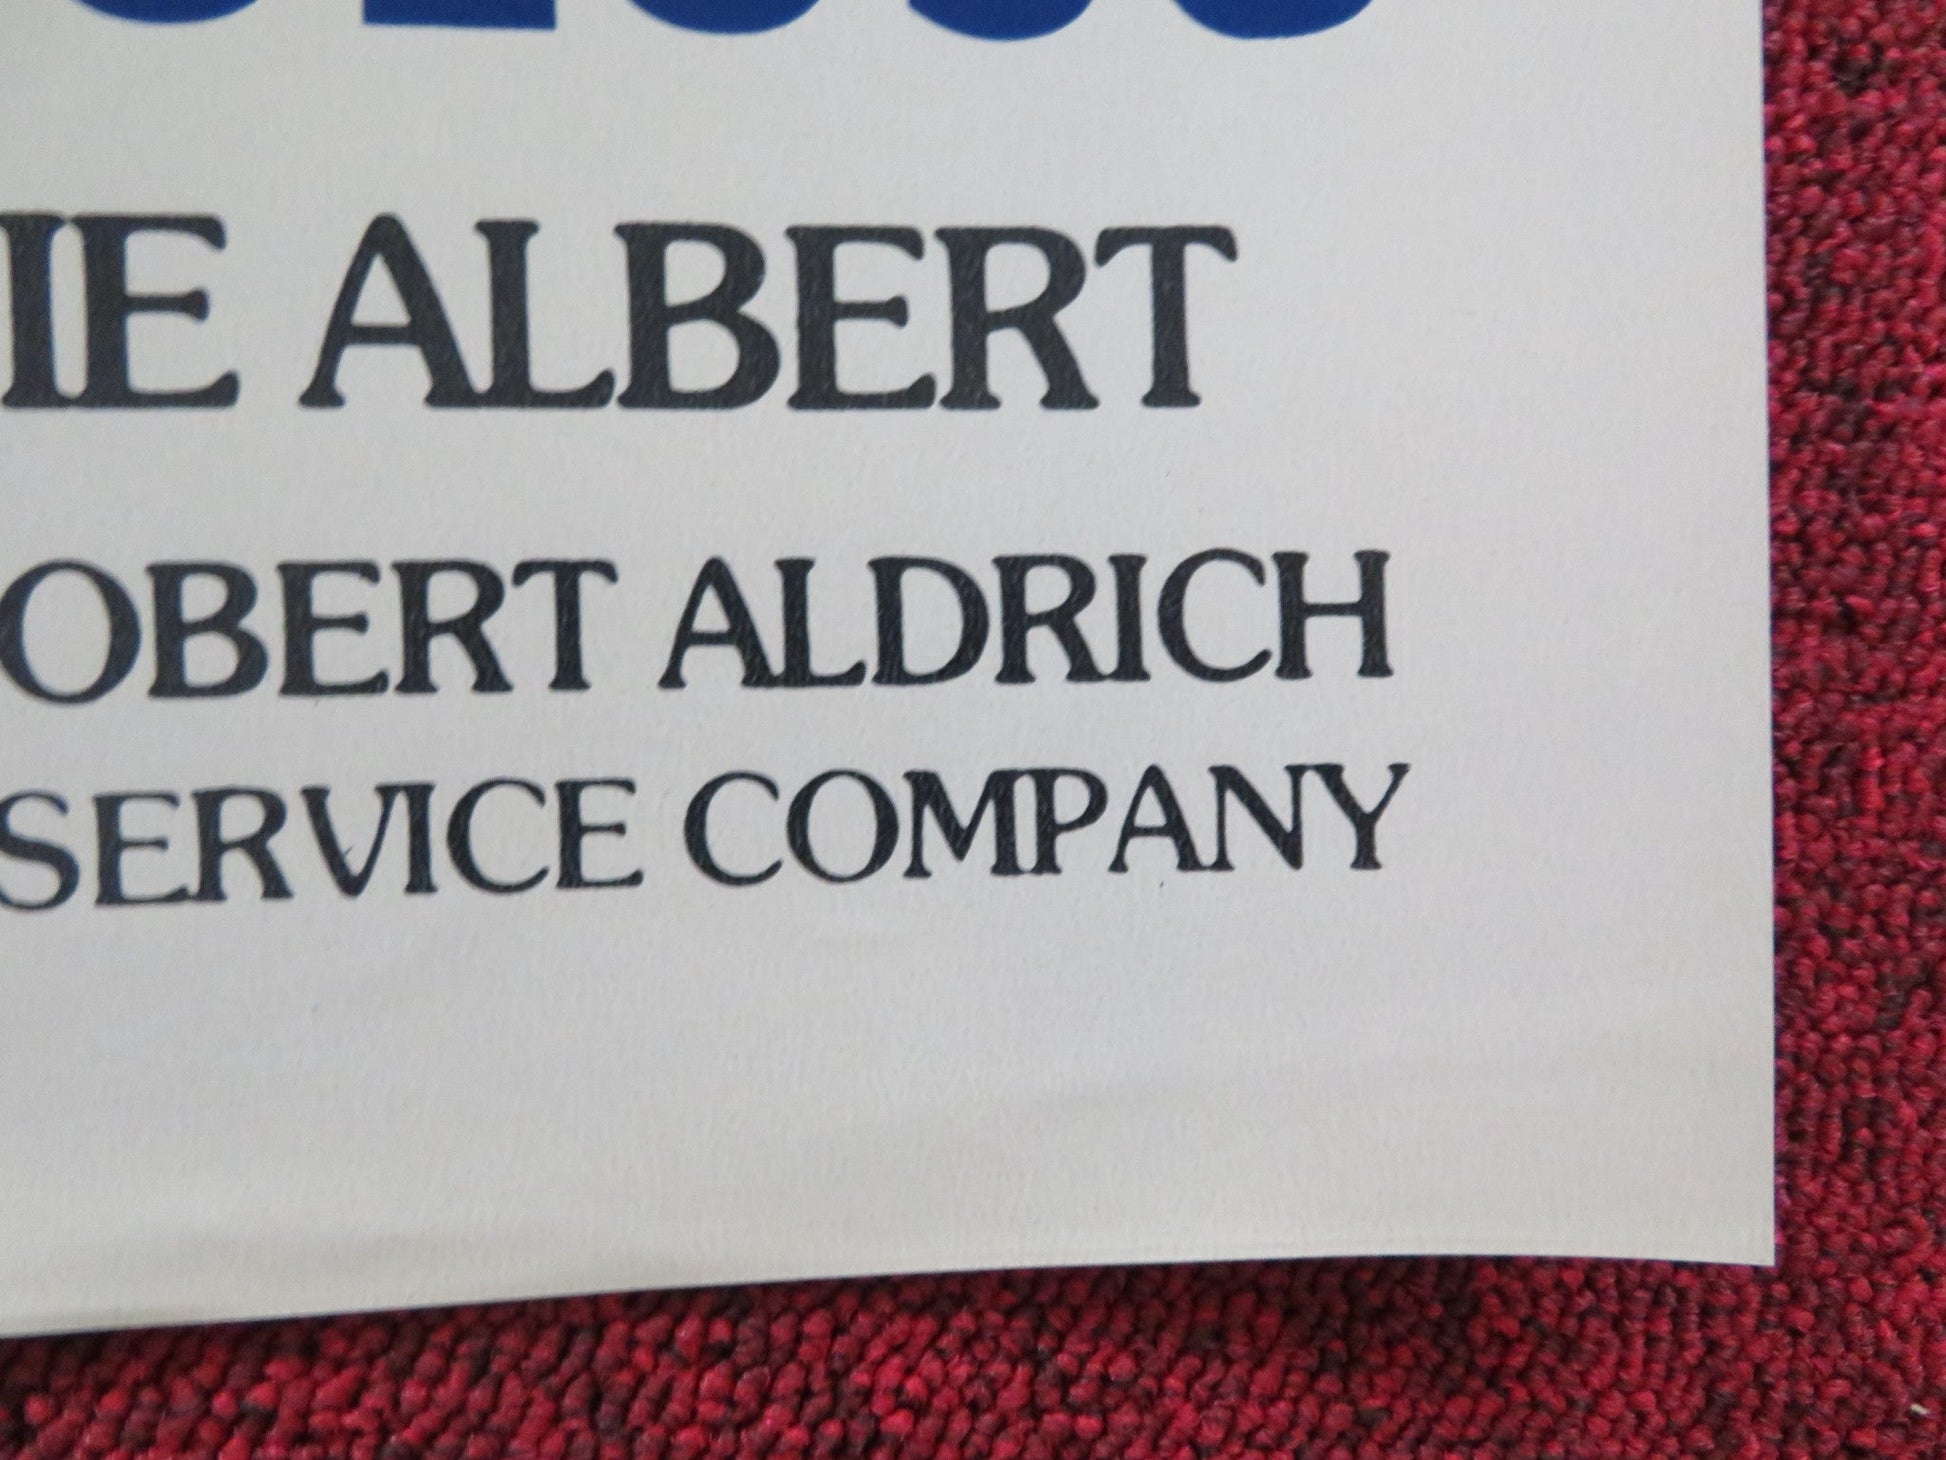 IE ALBERT
OBERT ALDRICH
SERVICE COMPANY